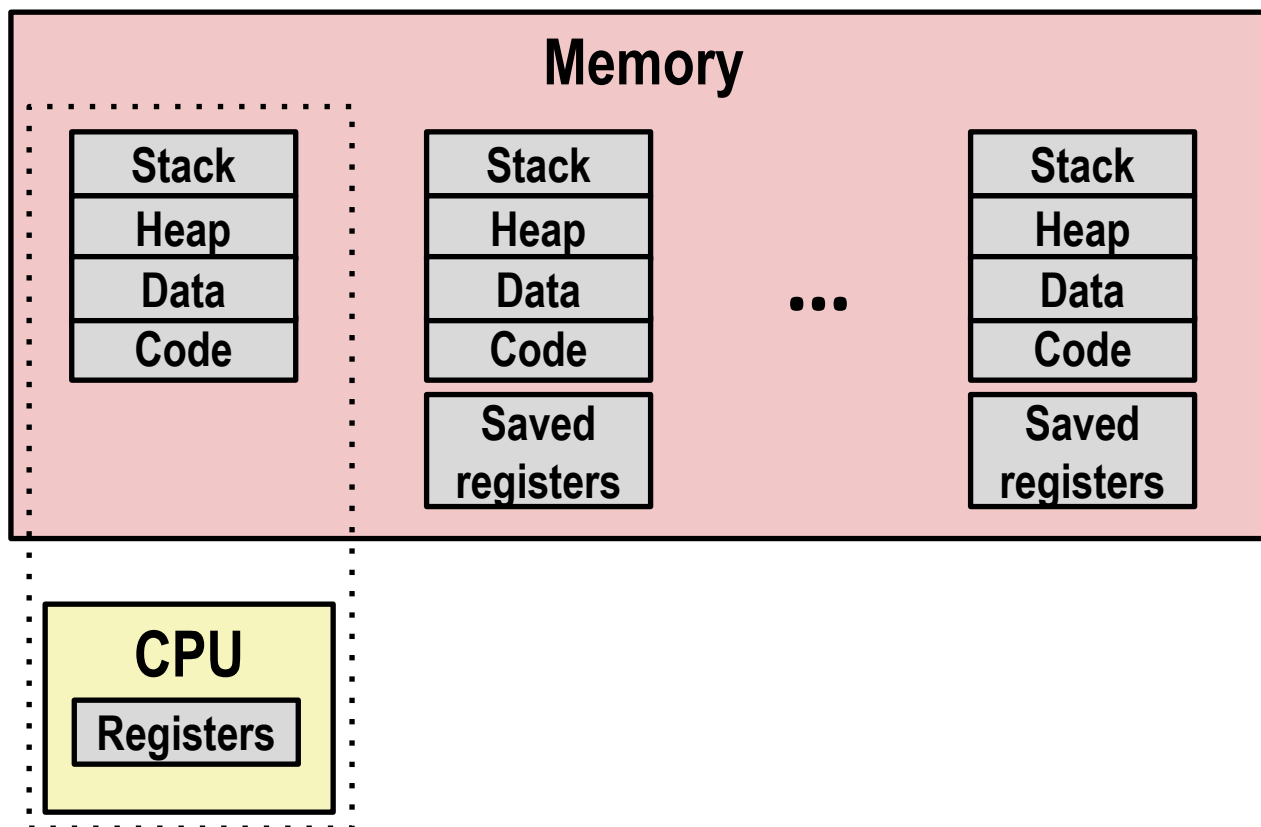 Memory
Stack
Heap
Data
Code
Stack
Heap
Data
Code
Saved
registers
...
Stack
Heap
Data
Code
Saved
registers
CPU
Registers